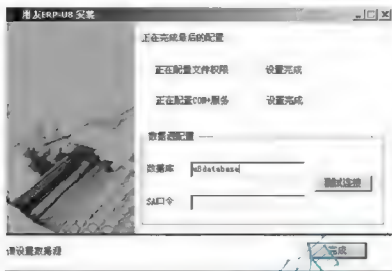 用友ERP-U8 安装
正在完成最后的配置
正在配置文件权限 设置完成
正在配置COM+服务 设置完成
数据源配置
数据库 u8database
测试连接
SA口令
请设置数据源
完成